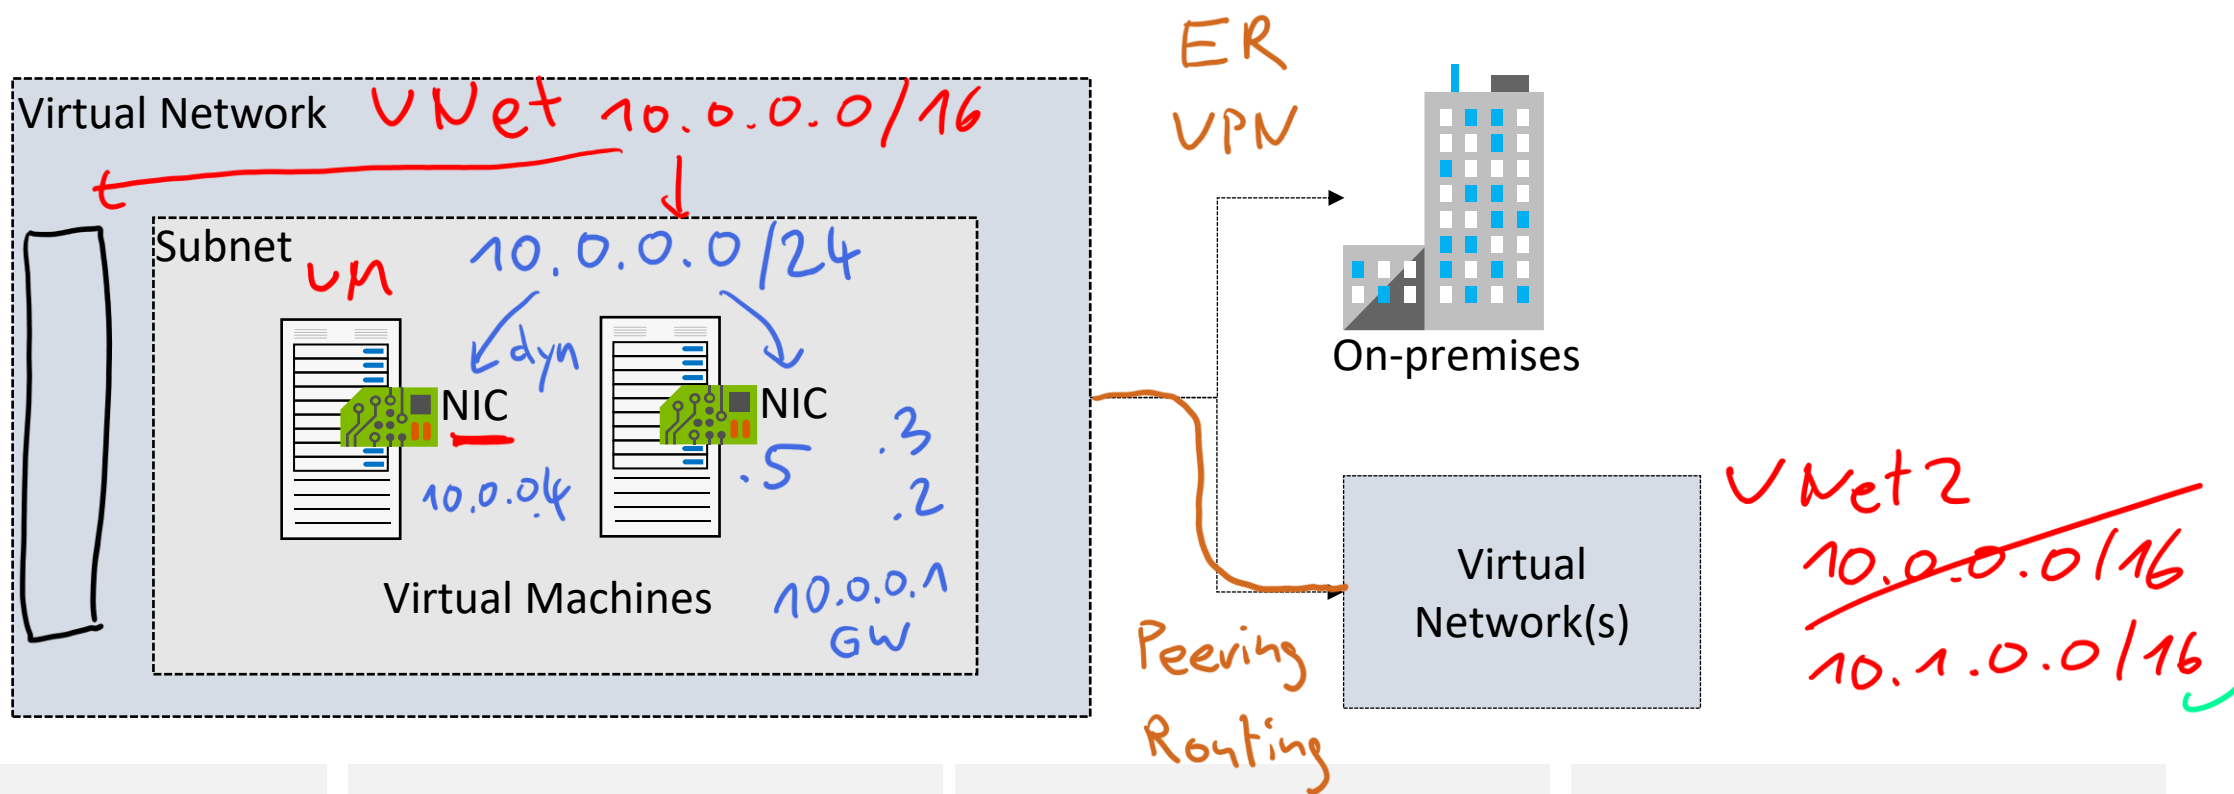 ER
VPN
Virtual Network VNet 10.0.0.0/16
Subnet 10.0.0.0/24
VM
dyn
NIC
NIC
10.0.0.4
.5
.3
.2
Virtual Machines
10.0.0.1
GW
On-premises
Peering
Routing
Virtual
Network(s)
VNet2
10.0.0.0/16
10.1.0.0/16